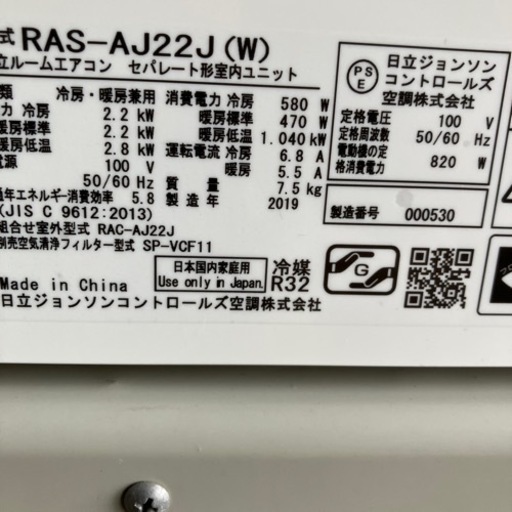 式 RAS-AJ22J(W)
立ルームエアコン セパレート形室内ユニット
類 冷房・暖房兼用
力 冷房 2.2 kW
暖房標準 2.2 kW
暖房低温 2.8 kW
電源 100 V
50/60 Hz
通年エネルギー消費効率 5.8
(JIS C 9612:2013)
組合せ室外型式 RAC-AJ22J
別売空気清浄フィルター型式 SP-VCF11
消費電力 冷房 580 W
暖房標準 470 W
暖房低温 1.040 kW
運転電流 冷房 6.8 A
暖房 5.5 A
質量 7.5 kg
製造年 2019
PSE
日立ジョンソン
コントロールズ
空調株式会社
定格電圧 100 V
定格周波数 50/60 Hz
電動機の定
格消費電力 820 W
製造番号 000530
Made in China
日本国内家庭用
Use only in Japan.
冷媒
R32
G
日立ジョンソンコントロールズ空調株式会社